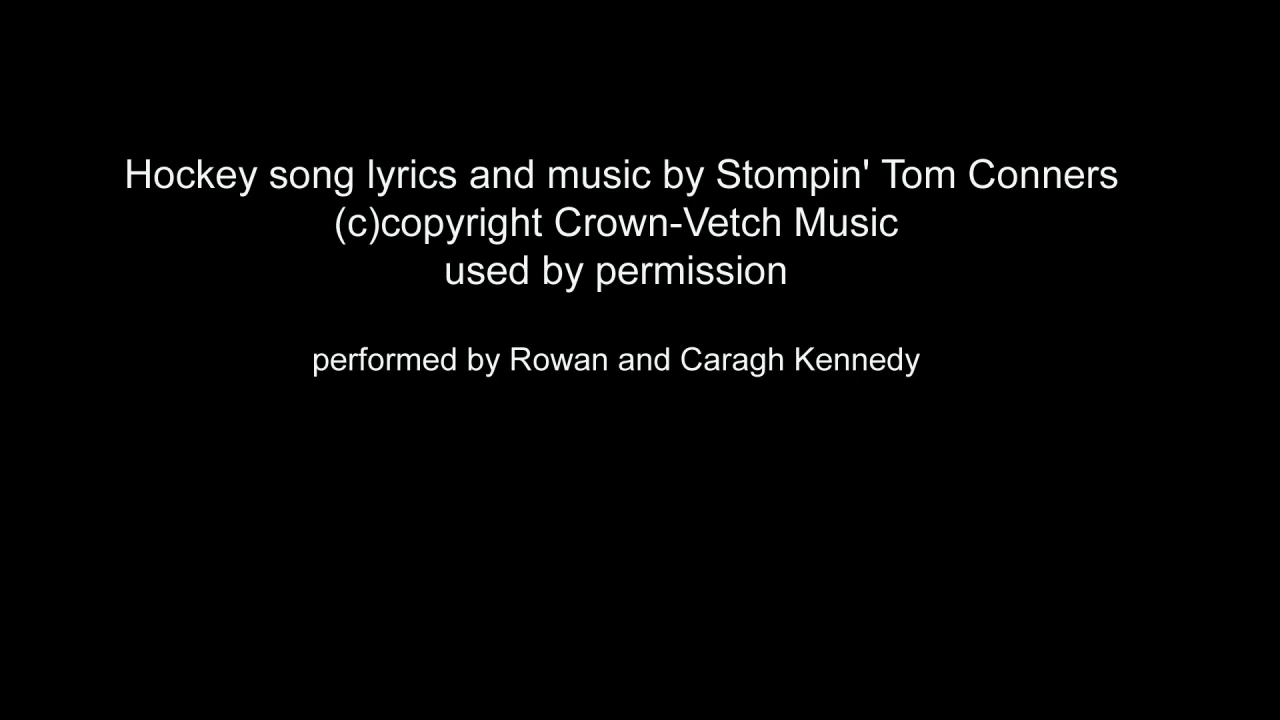 Hockey song lyrics and music by Stompin' Tom Conners
(c)copyright Crown-Vetch Music
used by permission
performed by Rowan and Caragh Kennedy